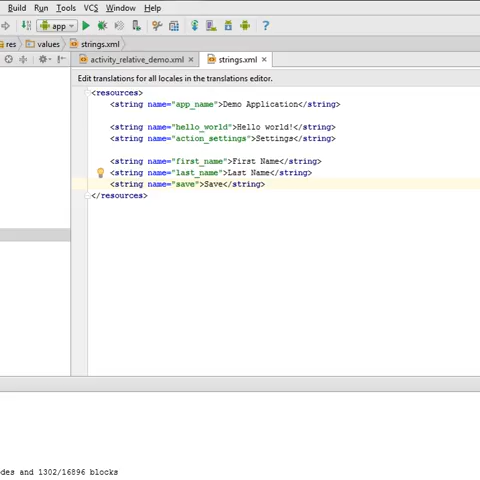 Build Run Tools VCS Window Help
app
res values strings.xml
activity_relative_demo.xml strings.xml
Edit translations for all locales in the translations editor.
<resources>
<string name="app_name">Demo Application</string>
<string name="hello_world">Hello world!</string>
<string name="action_settings">Settings</string>
<string name="first_name">First Name</string>
<string name="last_name">Last Name</string>
<string name="save">Save</string>
</resources>
odes and 1302/16896 blocks